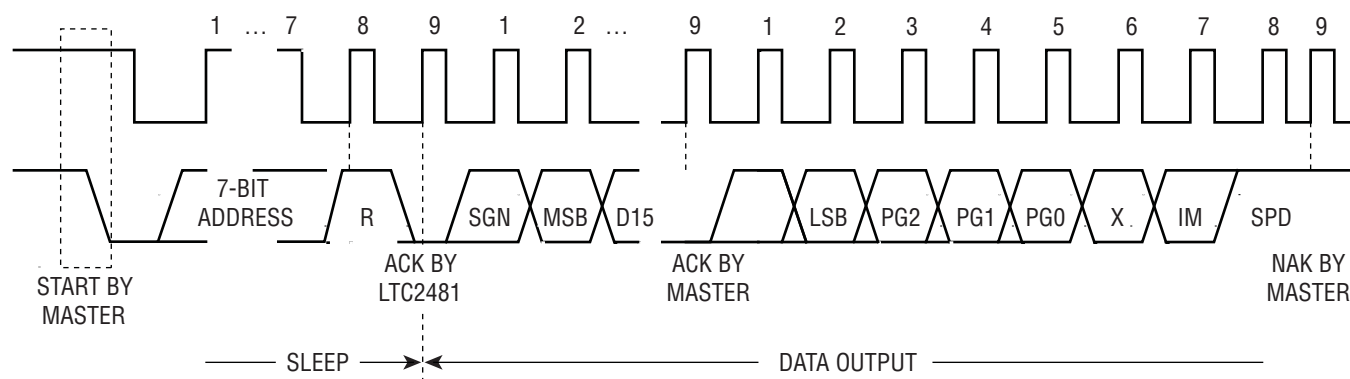 1 … 7 8 9 1 2 … 9 1 2 3 4 5 6 7 8 9
7-BIT
ADDRESS
R
SGN
MSB
D15
LSB
PG2
PG1
PG0
X
IM
SPD
START BY
MASTER
ACK BY
LTC2481
ACK BY
MASTER
NAK BY
MASTER
SLEEP
DATA OUTPUT